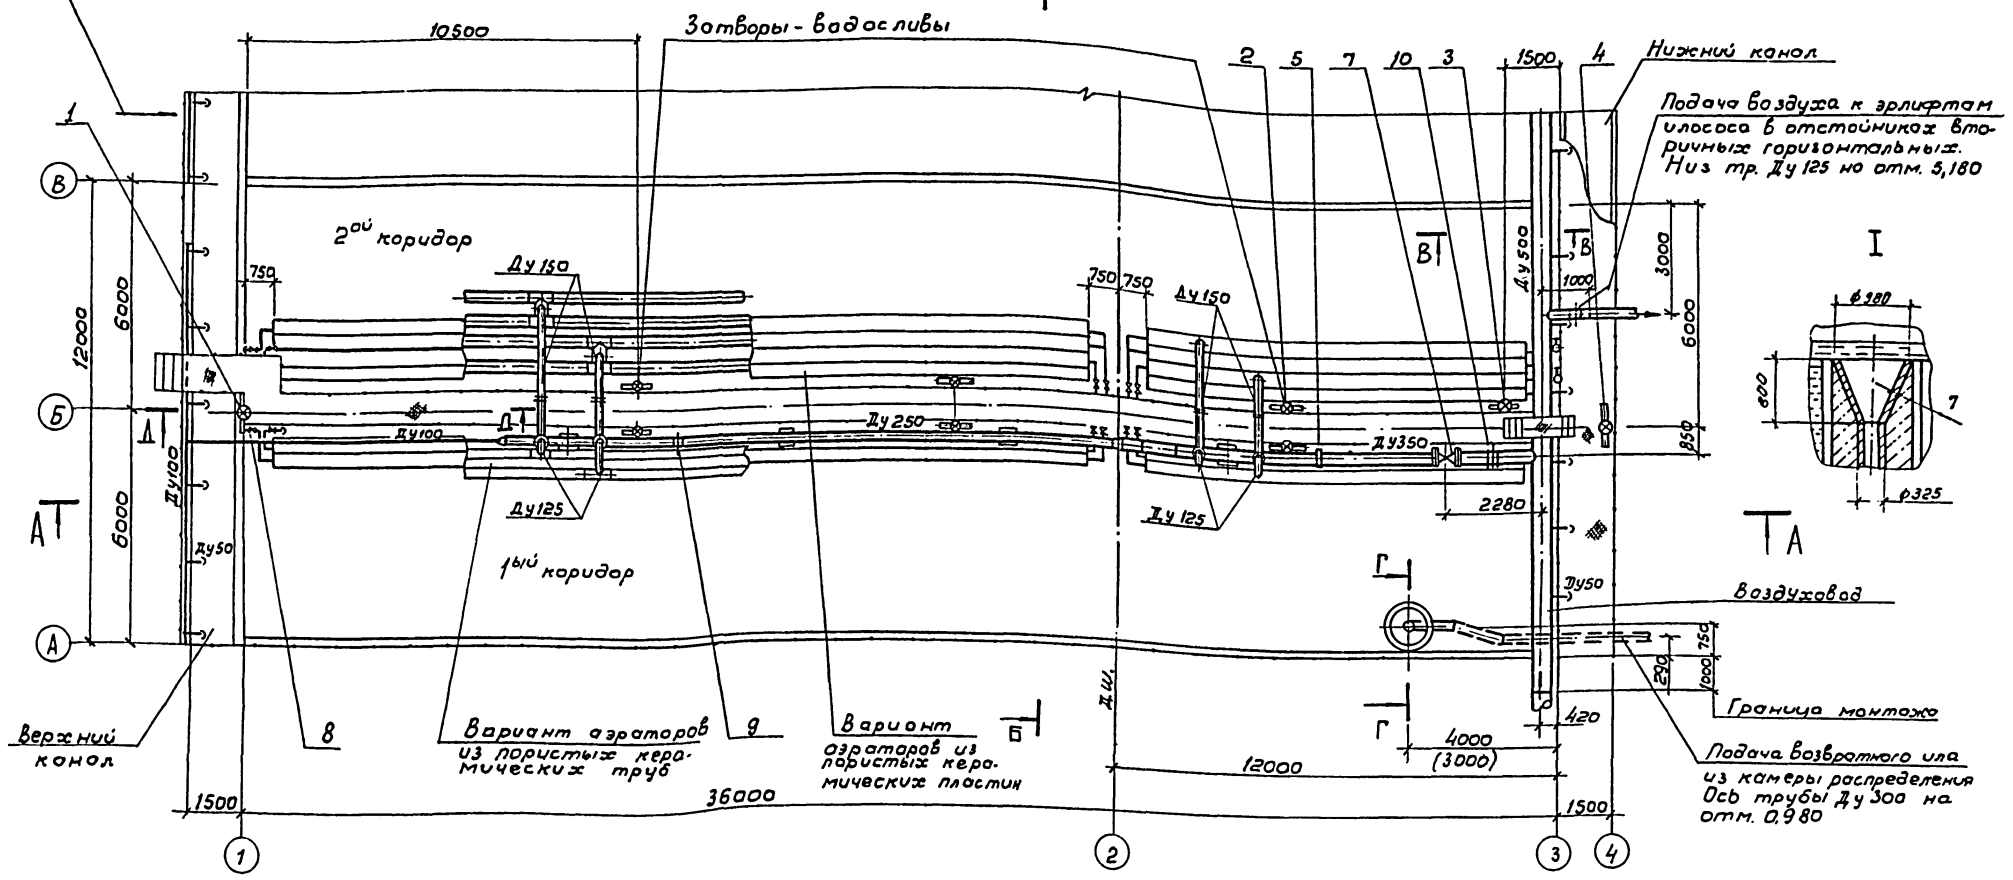 10500
Затворы-водосливы
2
5
7
10
3
1500
4
Нижний канал
Подача воздуха к эрлифтам
илососа в отстойниках вто-
ричных горизонтальных.
Низ тр. Ду 125 на отм. 5,180
1
В
2ой коридор
750
Ду 150
750
750
Ду 150
В
Ду 500
В
1000
3000
I
ф 980
12000
6000
6000
600
7
ф 325
Б
Д
Д
Ду100
Ду 250
Ду350
850
Ду100
А
6000
Ду50
Ду125
Ду 125
2280
А
1ый коридор
Г
Ду50
Воздуховод
А
750
290
1000
Верхний
канал
8
Вариант аэраторов
из пористых кера-
мических труб
9
Вариант
аэраторов из
пористых кера-
мических пластин
Б
Д.Ш.
Г
420
Граница монтажа
4000
(3000)
12000
Подача возвратного ила
из камеры распределения
Ось трубы Ду 300 на
отм. 0,980
1500
36000
1500
1
2
3
4